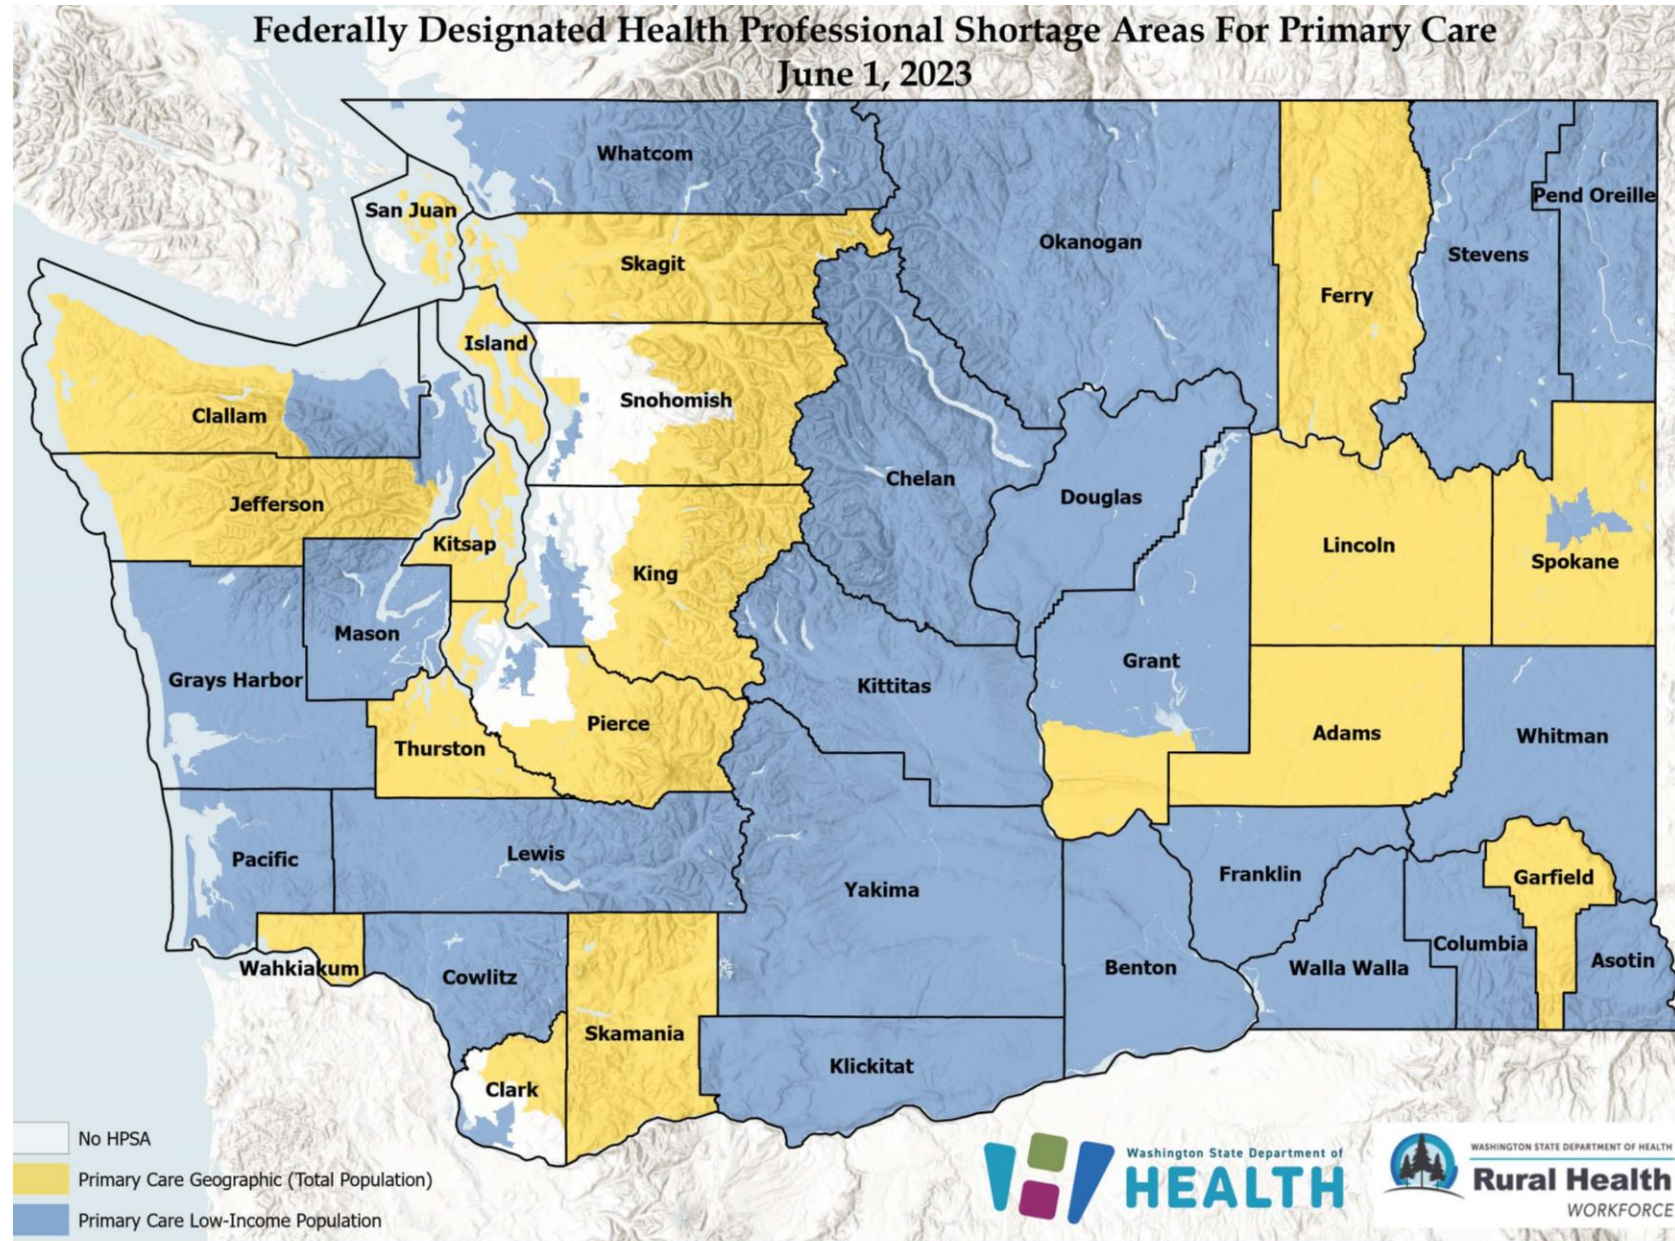 Federally Designated Health Professional Shortage Areas For Primary Care
June 1, 2023
Whatcom
San Juan
Pend Oreille
Okanogan
Skagit
Stevens
Ferry
Island
Snohomish
Clallam
Chelan
Douglas
Jefferson
Kitsap
Lincoln
Spokane
King
Mason
Grant
Grays Harbor
Kittitas
Pierce
Adams
Whitman
Thurston
Lewis
Pacific
Franklin
Garfield
Yakima
Columbia
Asotin
Wahkiakum
Cowlitz
Benton
Walla Walla
Skamania
Klickitat
Clark
No HPSA
Primary Care Geographic (Total Population)
Primary Care Low-Income Population
Washington State Department of
HEALTH
WASHINGTON STATE DEPARTMENT OF HEALTH
Rural Health
WORKFORCE